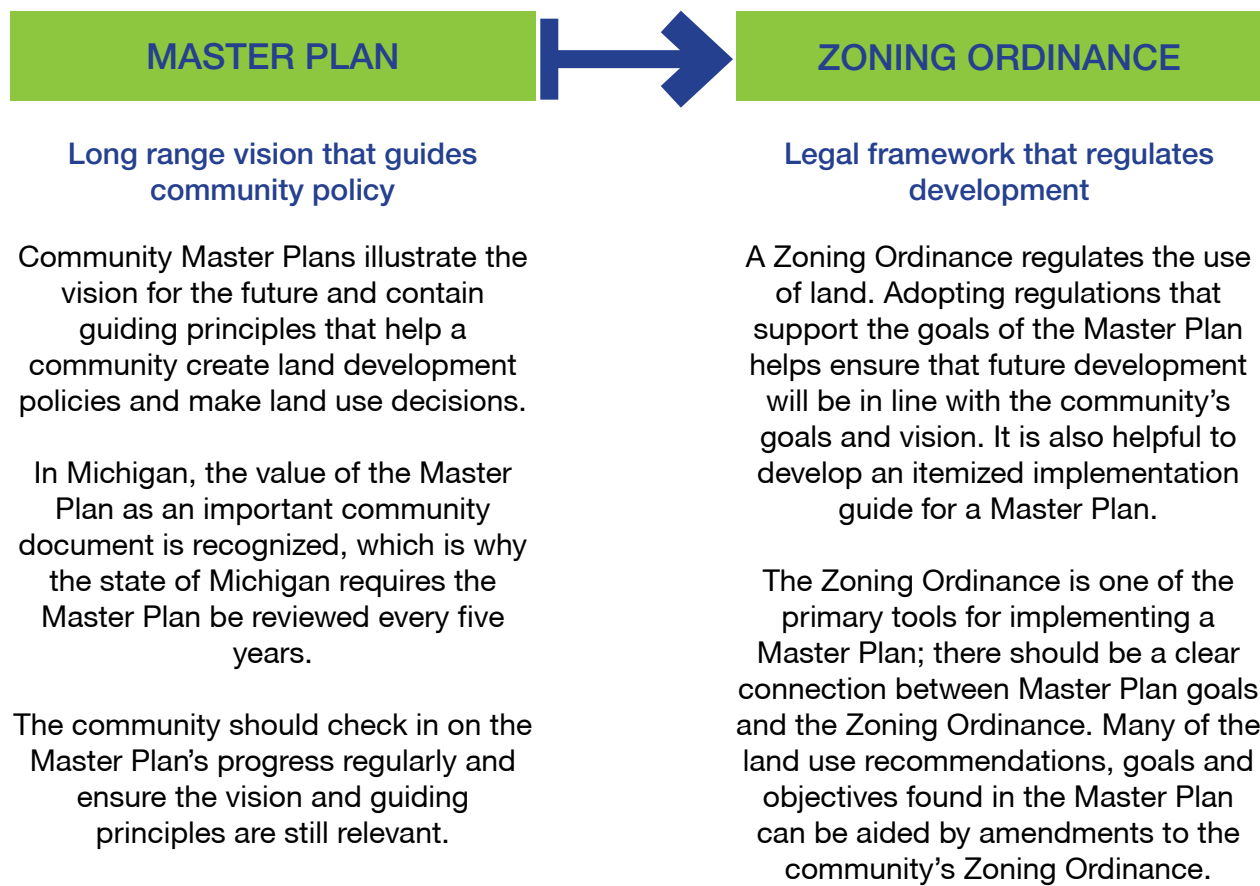 MASTER PLAN
Long range vision that guides
community policy
Community Master Plans illustrate the
vision for the future and contain
guiding principles that help a
community create land development
policies and make land use decisions.
In Michigan, the value of the Master
Plan as an important community
document is recognized, which is why
the state of Michigan requires the
Master Plan be reviewed every five
years.
The community should check in on the
Master Plan’s progress regularly and
ensure the vision and guiding
principles are still relevant.
ZONING ORDINANCE
Legal framework that regulates
development
A Zoning Ordinance regulates the use
of land. Adopting regulations that
support the goals of the Master Plan
helps ensure that future development
will be in line with the community’s
goals and vision. It is also helpful to
develop an itemized implementation
guide for a Master Plan.
The Zoning Ordinance is one of the
primary tools for implementing a
Master Plan; there should be a clear
connection between Master Plan goals
and the Zoning Ordinance. Many of the
land use recommendations, goals and
objectives found in the Master Plan
can be aided by amendments to the
community’s Zoning Ordinance.